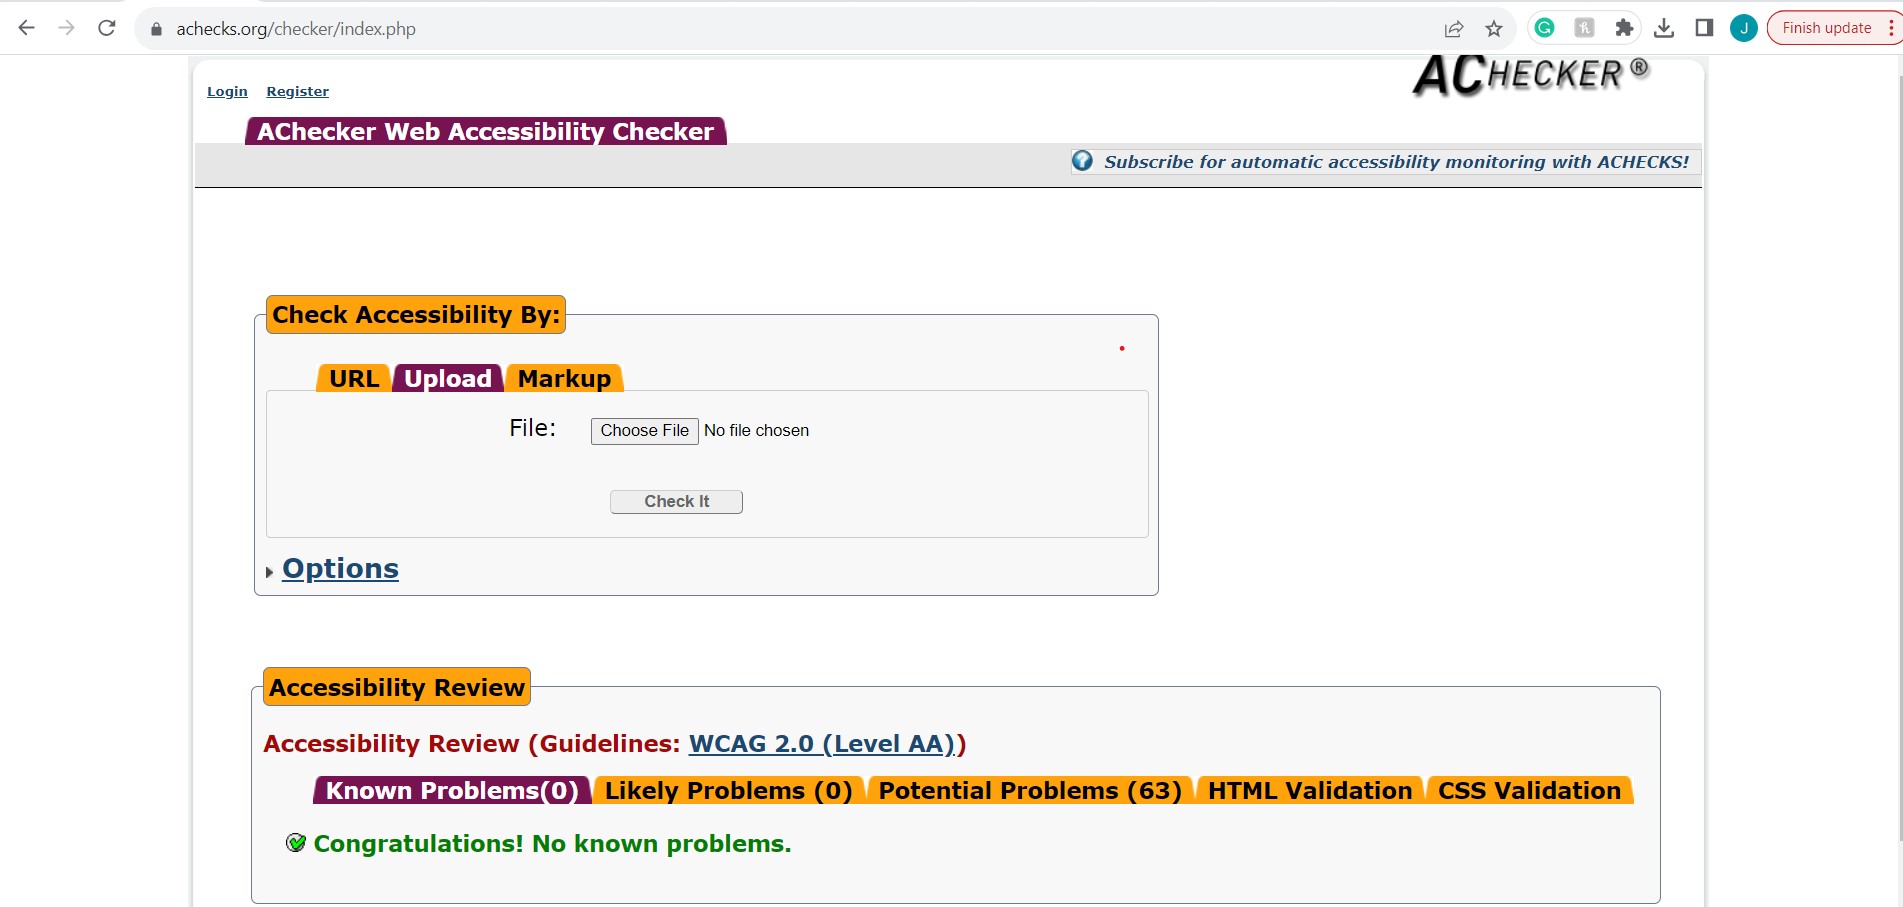 achecks.org/checker/index.php
J
Finish update
ACHECKER ®
Login Register
AChecker Web Accessibility Checker
Subscribe for automatic accessibility monitoring with ACHECKS!
Check Accessibility By:
URL Upload Markup
File: Choose File No file chosen
Check It
Options
Accessibility Review
Accessibility Review (Guidelines: WCAG 2.0 (Level AA))
Known Problems(0) Likely Problems (0) Potential Problems (63) HTML Validation CSS Validation
Congratulations! No known problems.